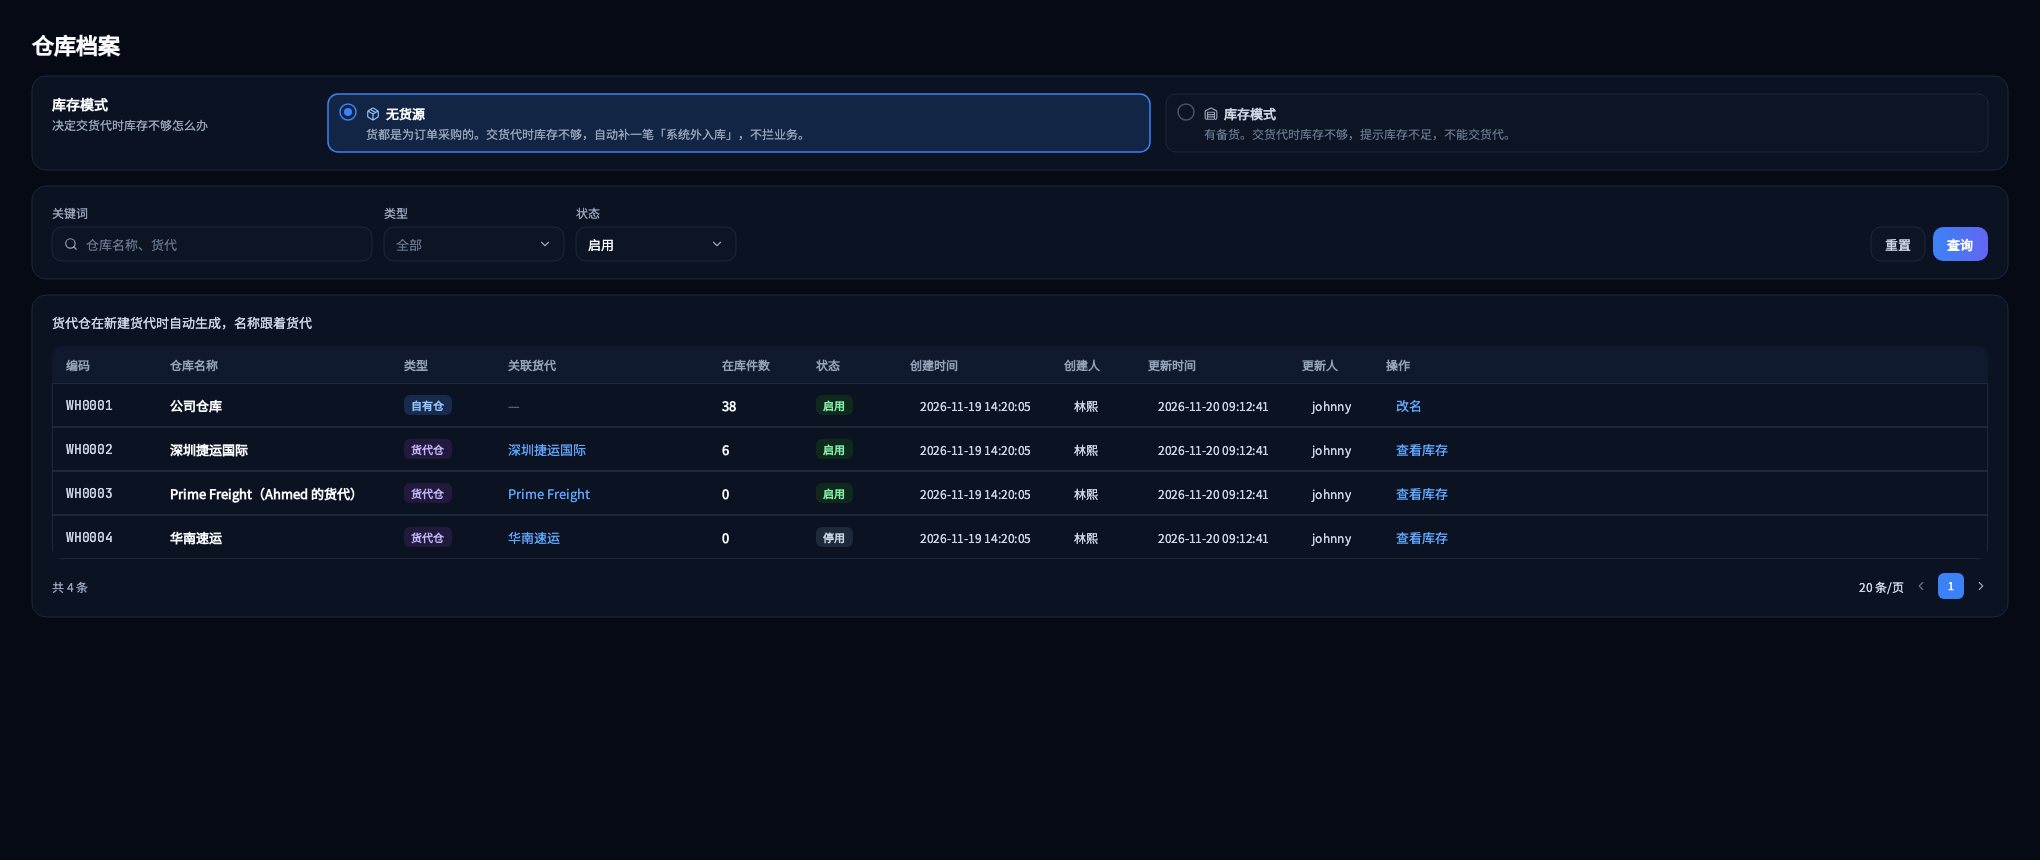 仓库档案
库存模式
决定交货代时库存不够怎么办
无货源
货都是为订单采购的。交货代时库存不够，自动补一笔「系统外入库」，不拦业务。
库存模式
有备货。交货代时库存不够，提示库存不足，不能交货代。
关键词 类型 状态
仓库名称、货代 全部 启用 重置 查询
货代仓在新建货代时自动生成，名称跟着货代
编码 仓库名称 类型 关联货代 在库件数 状态 创建时间 创建人 更新时间 更新人 操作
WH0001 公司仓库 自有仓 — 38 启用 2026-11-19 14:20:05 林熙 2026-11-20 09:12:41 johnny 改名
WH0002 深圳捷运国际 货代仓 深圳捷运国际 6 启用 2026-11-19 14:20:05 林熙 2026-11-20 09:12:41 johnny 查看库存
WH0003 Prime Freight（Ahmed 的货代） 货代仓 Prime Freight 0 启用 2026-11-19 14:20:05 林熙 2026-11-20 09:12:41 johnny 查看库存
WH0004 华南速运 货代仓 华南速运 0 停用 2026-11-19 14:20:05 林熙 2026-11-20 09:12:41 johnny 查看库存
共 4 条 20 条/页 1